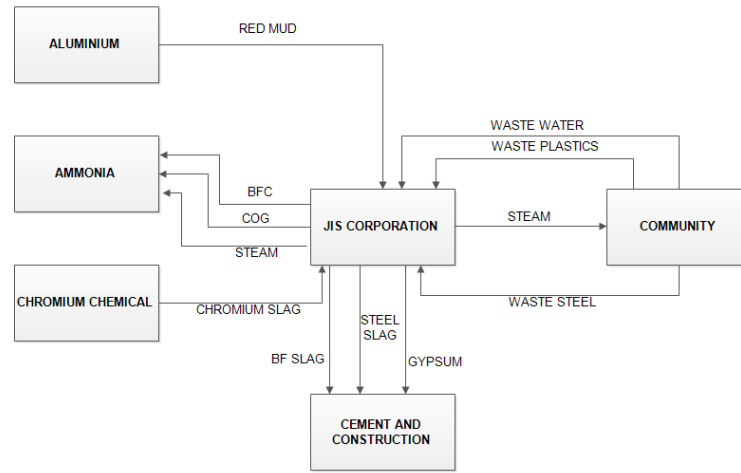 RED MUD
ALUMINIUM
WASTE WATER
WASTE PLASTICS
AMMONIA
BFC
COG
STEAM
JIS CORPORATION
STEAM
COMMUNITY
CHROMIUM CHEMICAL
CHROMIUM SLAG
STEEL
SLAG
WASTE STEEL
BF SLAG
GYPSUM
CEMENT AND
CONSTRUCTION